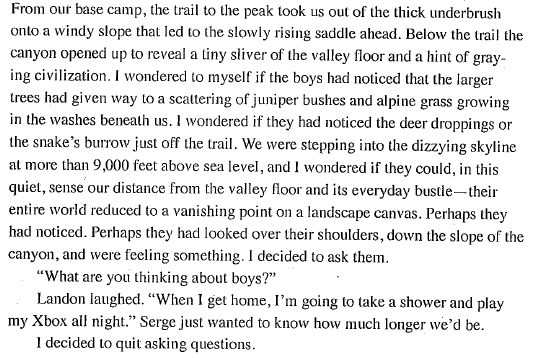 From our base camp, the trail to the peak took us out of the thick underbrush
onto a windy slope that led to the slowly rising saddle ahead. Below the trail the
canyon opened up to reveal a tiny sliver of the valley floor and a hint of gray-
ing civilization. I wondered to myself if the boys had noticed that the larger
trees had given way to a scattering of juniper bushes and alpine grass growing
in the washes beneath us. I wondered if they had noticed the deer droppings or
the snake's burrow just off the trail. We were stepping into the dizzying skyline
at more than 9,000 feet above sea level, and I wondered if they could, in this
quiet, sense our distance from the valley floor and its everyday bustle—their
entire world reduced to a vanishing point on a landscape canvas. Perhaps they
had noticed. Perhaps they had looked over their shoulders, down the slope of the
canyon, and were feeling something. I decided to ask them.
"What are you thinking about boys?"
Landon laughed. "When I get home, I'm going to take a shower and play
my Xbox all night." Serge just wanted to know how much longer we'd be.
I decided to quit asking questions.